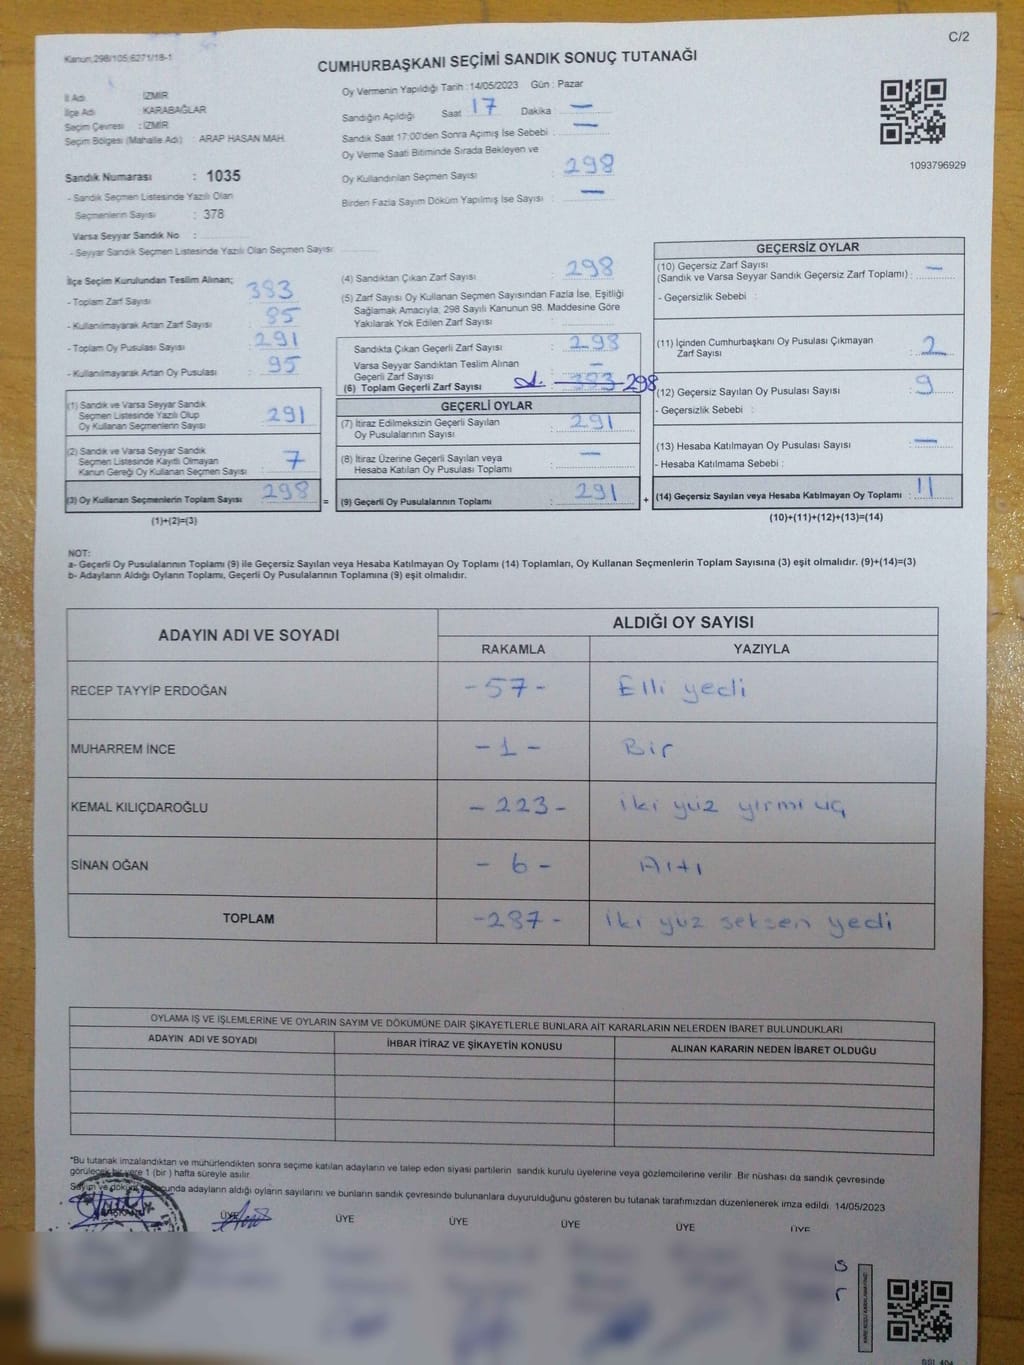 C/2
Kanun 298/105;6271/18-1
CUMHURBAŞKANI SEÇİMİ SANDIK SONUÇ TUTANAĞI
İl Adı : İZMİR
İlçe Adı : KARABAĞLAR
Seçim Çevresi : İZMİR
Seçim Bölgesi (Mahalle Adı) : ARAP HASAN MAH.
Sandık Numarası : 1035
- Sandık Seçmen Listesinde Yazılı Olan
Seçmenlerin Sayısı : 378
Varsa Seyyar Sandık No :
- Seyyar Sandık Seçmen Listesinde Yazılı Olan Seçmen Sayısı:
Oy Vermenin Yapıldığı Tarih : 14/05/2023 Gün : Pazar
Sandığın Açıldığı Saat 17 Dakika —
Sandık Saat 17:00'den Sonra Açımış İse Sebebi : —
Oy Verme Saati Bitiminde Sırada Bekleyen ve
Oy Kullandırılan Seçmen Sayısı : 298
Birden Fazla Sayım Döküm Yapılmış İse Sayısı : —
1093796929
İlçe Seçim Kurulundan Teslim Alınan;
- Toplam Zarf Sayısı : 383
- Kullanılmayarak Artan Zarf Sayısı : 85
- Toplam Oy Pusulası Sayısı : 291
- Kullanılmayarak Artan Oy Pusulası : 95
(1) Sandık ve Varsa Seyyar Sandık
Seçmen Listesinde Yazılı Olup
Oy Kullanan Seçmenlerin Sayısı : 291
(2) Sandık ve Varsa Seyyar Sandık
Seçmen Listesinde Kayıtlı Olmayan
Kanun Gereği Oy Kullanan Seçmen Sayısı : 7
(3) Oy Kullanan Seçmenlerin Toplam Sayısı : 298 =
(1)+(2)=(3)
(4) Sandıktan Çıkan Zarf Sayısı : 298
(5) Zarf Sayısı Oy Kullanan Seçmen Sayısından Fazla İse, Eşitliği
Sağlamak Amacıyla, 298 Sayılı Kanunun 98. Maddesine Göre
Yakılarak Yok Edilen Zarf Sayısı :
Sandıkta Çıkan Geçerli Zarf Sayısı : 298
Varsa Seyyar Sandıktan Teslim Alınan
Geçerli Zarf Sayısı : —
(6) Toplam Geçerli Zarf Sayısı : 383 298
GEÇERLİ OYLAR
(7) İtiraz Edilmeksizin Geçerli Sayılan
Oy Pusulalarının Sayısı : 291
(8) İtiraz Üzerine Geçerli Sayılan veya
Hesaba Katılan Oy Pusulası Toplamı : —
(9) Geçerli Oy Pusulalarının Toplamı : 291 +
GEÇERSİZ OYLAR
(10) Geçersiz Zarf Sayısı
(Sandık ve Varsa Seyyar Sandık Geçersiz Zarf Toplamı) : —
- Geçersizlik Sebebi :
(11) İçinden Cumhurbaşkanı Oy Pusulası Çıkmayan
Zarf Sayısı : 2
(12) Geçersiz Sayılan Oy Pusulası Sayısı : 9
- Geçersizlik Sebebi :
(13) Hesaba Katılmayan Oy Pusulası Sayısı : —
- Hesaba Katılmama Sebebi :
(14) Geçersiz Sayılan veya Hesaba Katılmayan Oy Toplamı : 11
(10)+(11)+(12)+(13)=(14)
NOT:
a- Geçerli Oy Pusulalarının Toplamı (9) ile Geçersiz Sayılan veya Hesaba Katılmayan Oy Toplamı (14) Toplamları, Oy Kullanan Seçmenlerin Toplam Sayısına (3) eşit olmalıdır. (9)+(14)=(3)
b- Adayların Aldığı Oyların Toplamı, Geçerli Oy Pusulalarının Toplamına (9) eşit olmalıdır.
ADAYIN ADI VE SOYADI
ALDIĞI OY SAYISI
RAKAMLA YAZIYLA
RECEP TAYYİP ERDOĞAN -57- Elli yedi
MUHARREM İNCE -1- Bir
KEMAL KILIÇDAROĞLU -223- iki yüz yirmi üç
SİNAN OĞAN -6- Altı
TOPLAM -287- iki yüz seksen yedi
OYLAMA İŞ VE İŞLEMLERİNE VE OYLARIN SAYIM VE DÖKÜMÜNE DAİR ŞİKAYETLERLE BUNLARA AİT KARARLARIN NELERDEN İBARET BULUNDUKLARI
ADAYIN ADI VE SOYADI İHBAR İTİRAZ VE ŞİKAYETİN KONUSU ALINAN KARARIN NEDEN İBARET OLDUĞU
*Bu tutanak imzalandıktan ve mühürlendikten sonra seçime katılan adayların ve talep eden siyasi partilerin sandık kurulu üyelerine veya gözlemcilerine verilir. Bir nüshası da sandık çevresinde
görülecek bir yere 1 (bir ) hafta süreyle asılır.
Sayım ve döküm sonucunda adayların aldığı oyların sayılarını ve bunların sandık çevresinde bulunanlara duyurulduğunu gösteren bu tutanak tarafımızdan düzenlenerek imza edildi. 14/05/2023
BAŞKAN ÜYE ÜYE ÜYE ÜYE ÜYE ÜYE